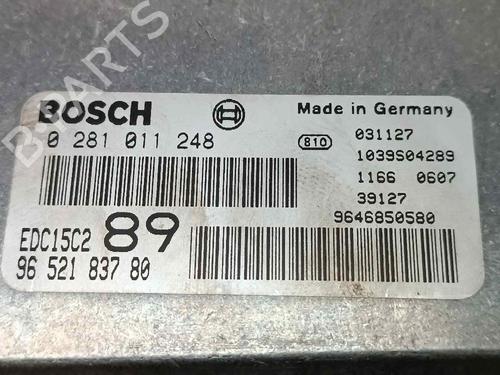 B-PARTS
BOSCH
Made in Germany
0 281 011 248
810
031127
1039S04289
1166 0607
39127
9646850580
EDC15C2 89
96 521 837 80